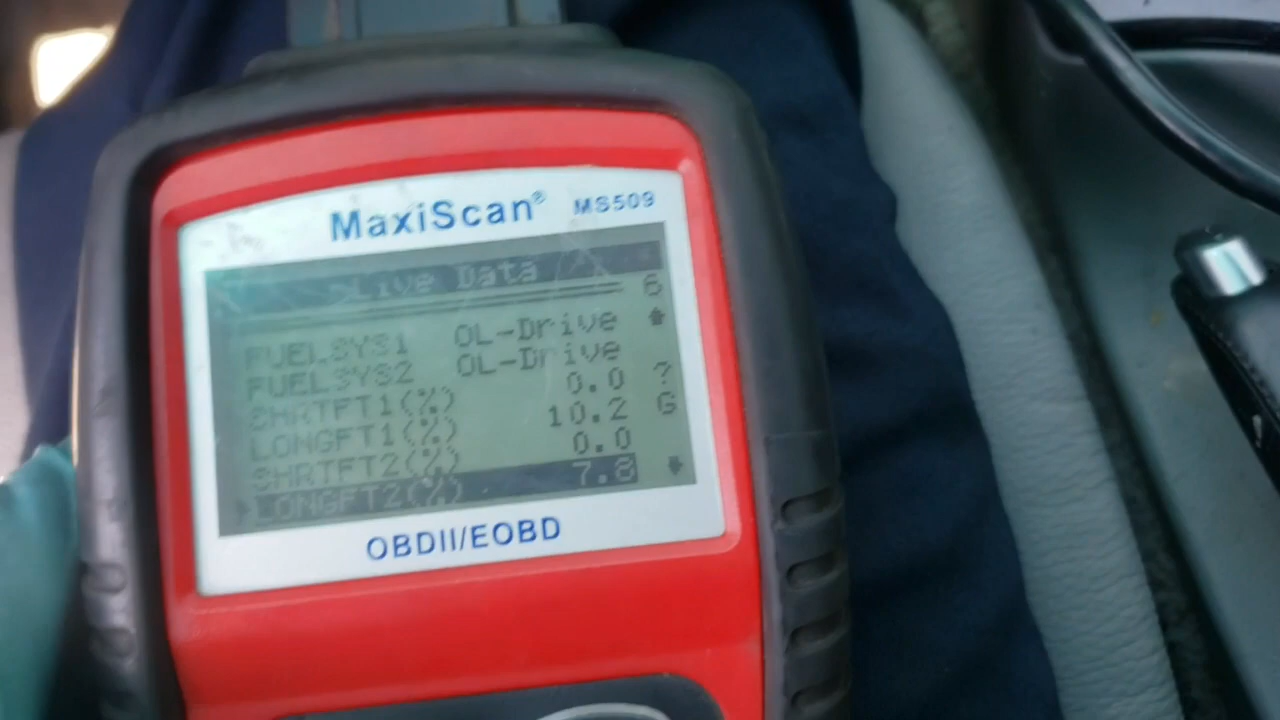 MaxiScan® MS509
Live Data
6
FUELSYS1 OL-Drive
FUELSYS2 OL-Drive
SHRTFT1(%) 0.0 ?
LONGFT1(%) 10.2 G
SHRTFT2(%) 0.0
LONGFT2(%) 7.8
OBDII/EOBD